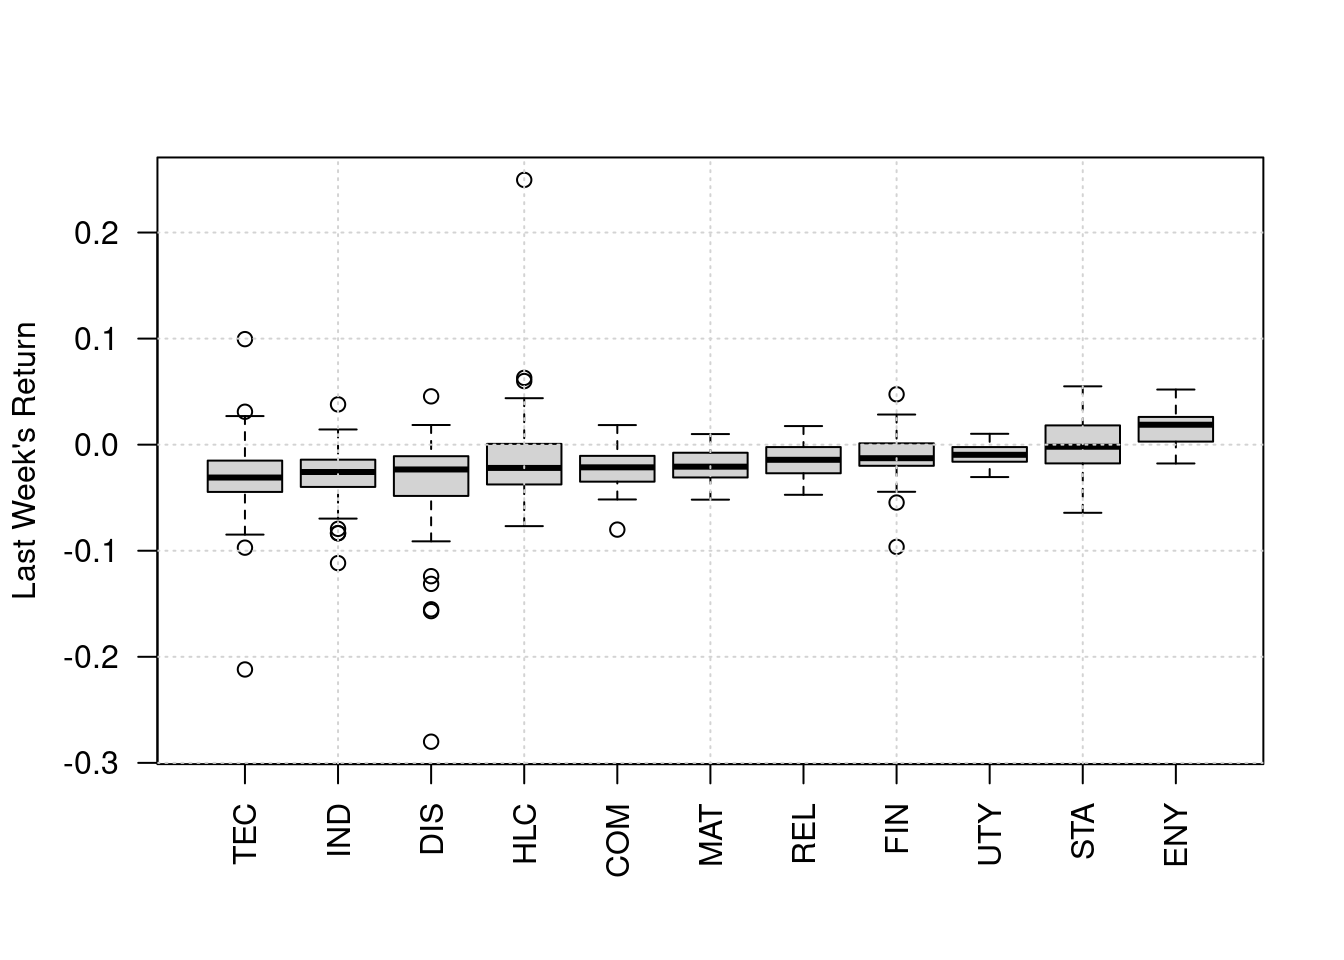 Last Week's Return
0.2
0.1
0.0
-0.1
-0.2
-0.3
TEC
IND
DIS
HLC
COM
MAT
REL
FIN
UTY
STA
ENY